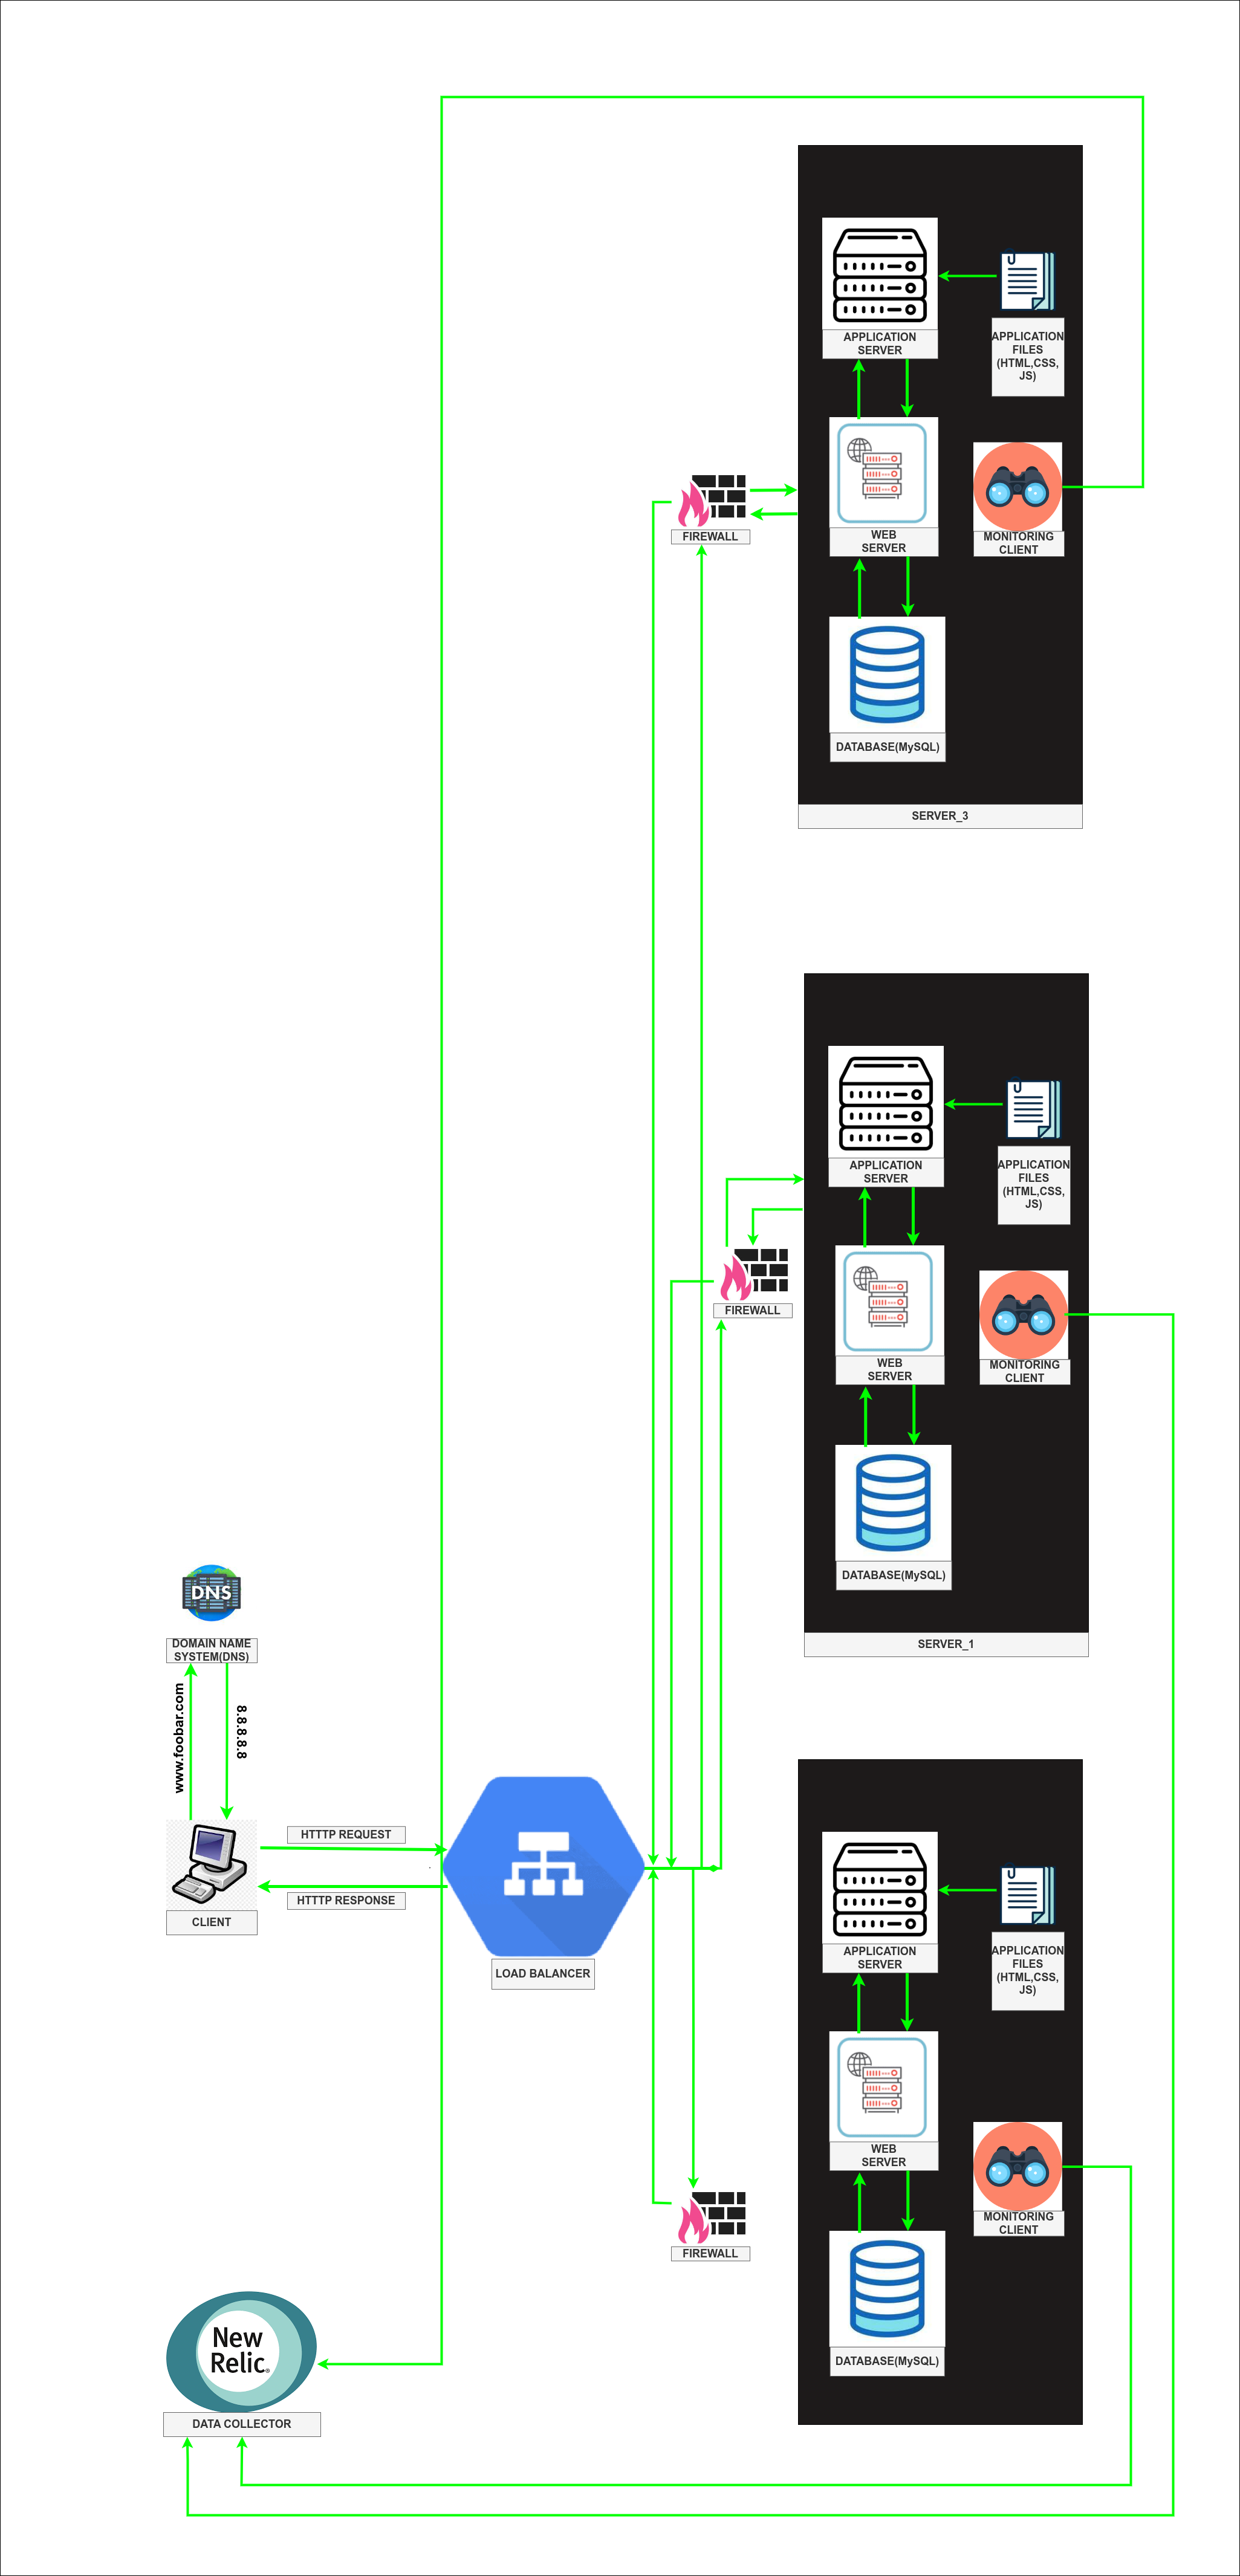 APPLICATION
SERVER
APPLICATION
FILES
(HTML,CSS,
JS)
WEB
SERVER
MONITORING
CLIENT
FIREWALL
DATABASE(MySQL)
SERVER_3
APPLICATION
SERVER
APPLICATION
FILES
(HTML,CSS,
JS)
FIREWALL
WEB
SERVER
MONITORING
CLIENT
DATABASE(MySQL)
SERVER_1
DNS
DOMAIN NAME
SYSTEM(DNS)
www.foobar.com
8.8.8.8.8
HTTTP REQUEST
HTTTP RESPONSE
CLIENT
LOAD BALANCER
APPLICATION
SERVER
APPLICATION
FILES
(HTML,CSS,
JS)
WEB
SERVER
MONITORING
CLIENT
FIREWALL
DATABASE(MySQL)
New
Relic®
DATA COLLECTOR